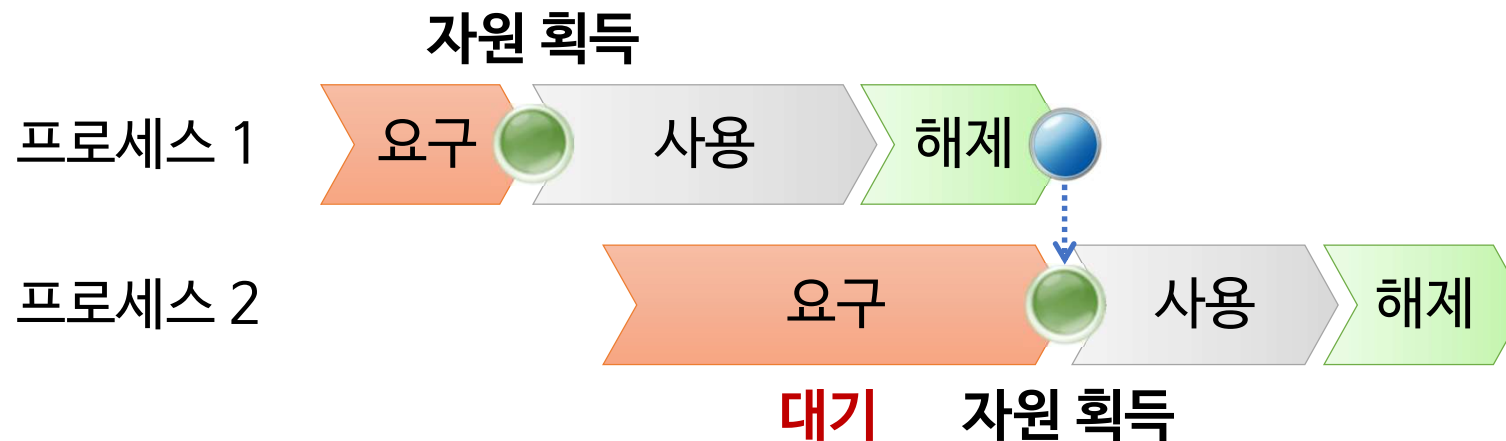 자원 획득
프로세스 1 요구 사용 해제
프로세스 2 요구 사용 해제
대기 자원 획득